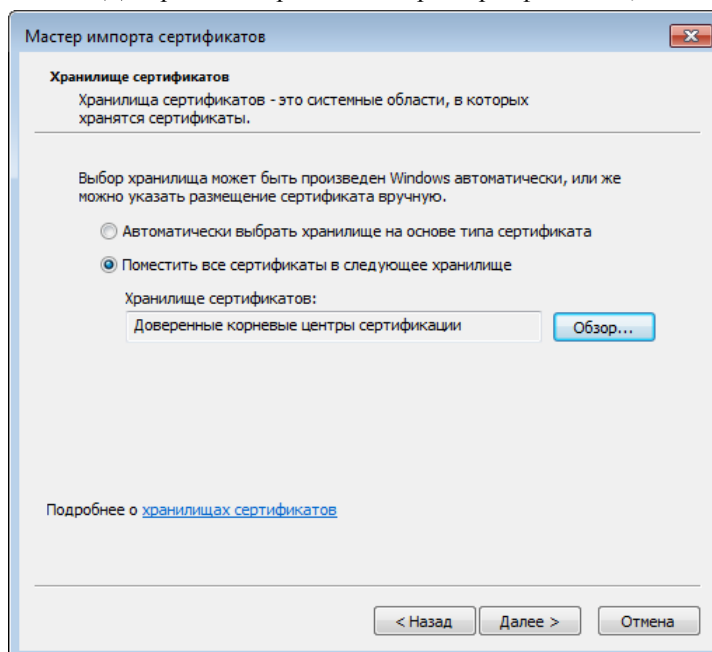 Мастер импорта сертификатов
Хранилище сертификатов
Хранилища сертификатов - это системные области, в которых
хранятся сертификаты.
Выбор хранилища может быть произведен Windows автоматически, или же
можно указать размещение сертификата вручную.
Автоматически выбрать хранилище на основе типа сертификата
Поместить все сертификаты в следующее хранилище
Хранилище сертификатов:
Доверенные корневые центры сертификации
Обзор...
Подробнее о хранилищах сертификатов
< Назад
Далее >
Отмена